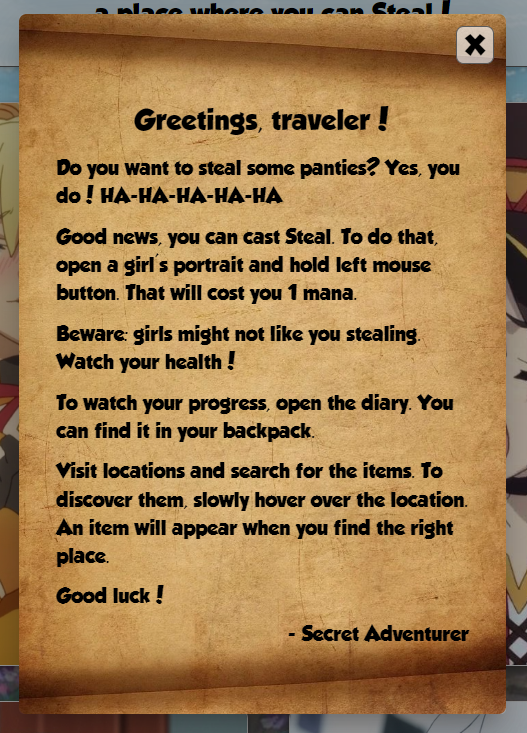 a place where you can Steal!
Greetings, traveler!
Do you want to steal some panties? Yes, you
do! HA-HA-HA-HA-HA
Good news, you can cast Steal. To do that,
open a girl's portrait and hold left mouse
button. That will cost you 1 mana.
Beware: girls might not like you stealing.
Watch your health!
To watch your progress, open the diary. You
can find it in your backpack.
Visit locations and search for the items. To
discover them, slowly hover over the location.
An item will appear when you find the right
place.
Good luck!
- Secret Adventurer